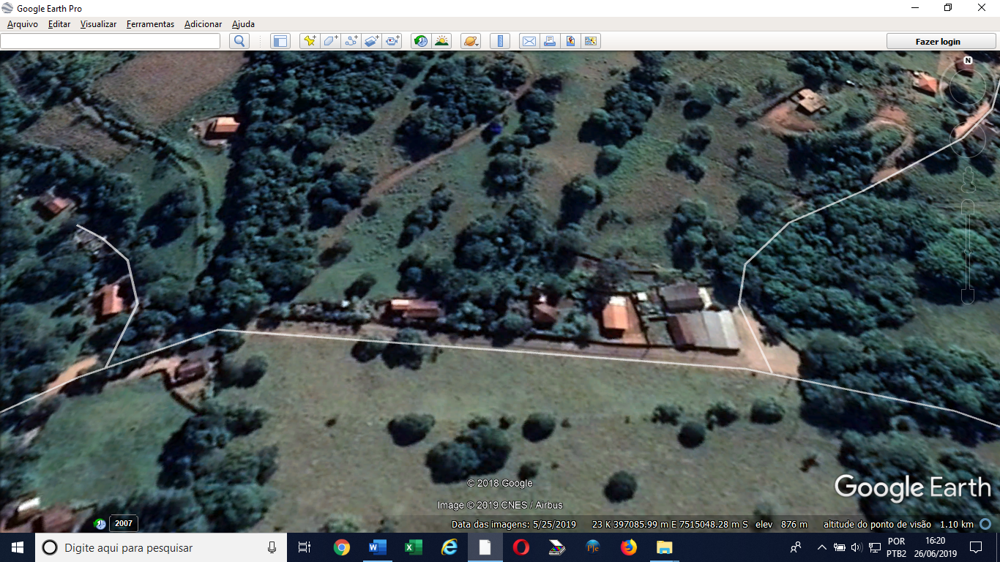 Google Earth Pro
Arquivo Editar Visualizar Ferramentas Adicionar Ajuda
Fazer login
N
© 2018 Google
Image © 2019 CNES / Airbus
Google Earth
2007
Data das imagens: 5/25/2019 23 K 397085.99 m E 7515048.28 m S elev 876 m altitude do ponto de visão 1.10 km
Digite aqui para pesquisar
W
X
PJe
POR
PTB2
16:20
26/06/2019